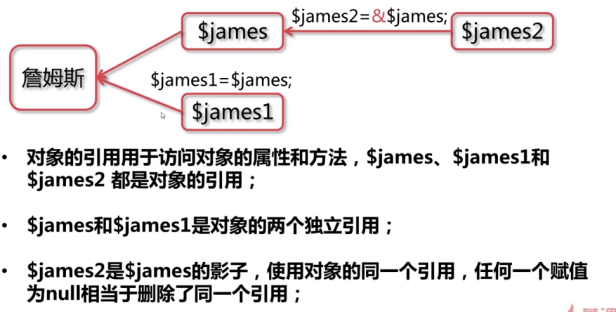 $james2=&$james;
$james
$james2
詹姆斯
$james1=$james;
$james1
• 对象的引用用于访问对象的属性和方法，$james、$james1和
$james2 都是对象的引用；
• $james和$james1是对象的两个独立引用；
• $james2是$james的影子，使用对象的同一个引用，任何一个赋值
为null相当于删除了同一个引用；